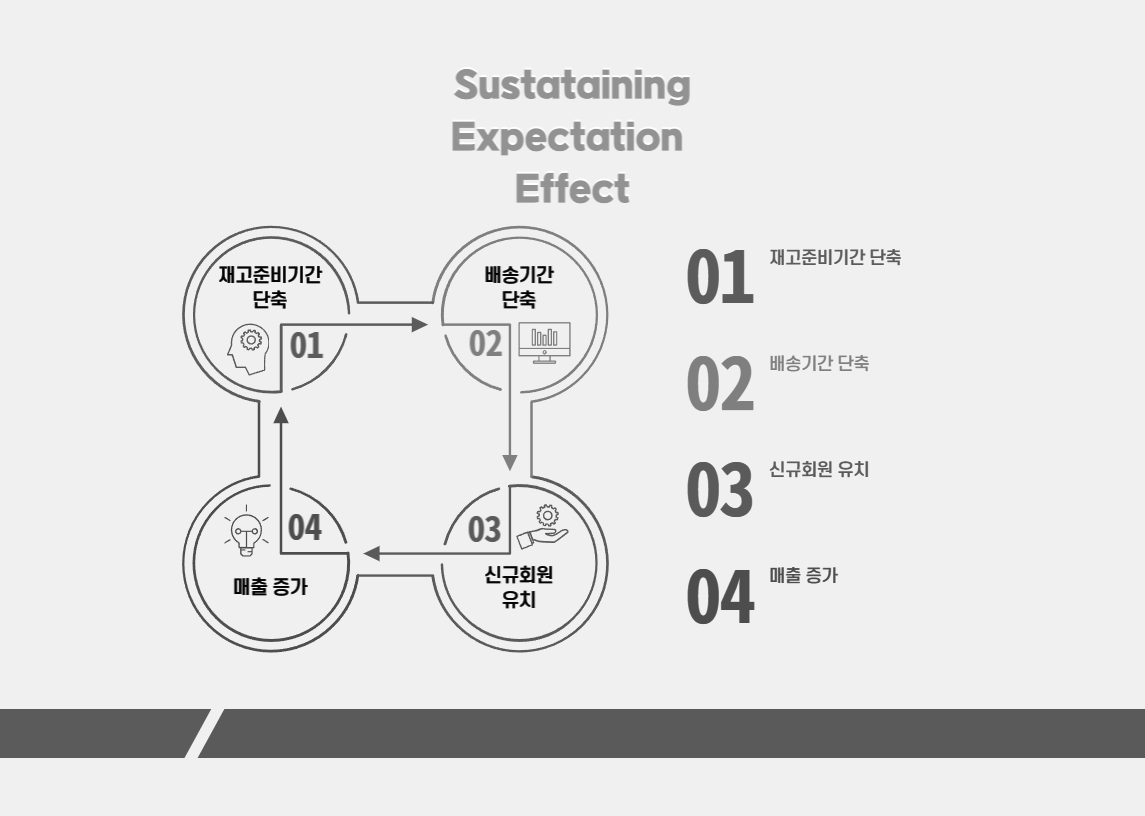 Sustataining
Expectation
Effect
재고준비기간
단축
01
배송기간
단축
02
04
매출 증가
03
신규회원
유치
01 재고준비기간 단축
02 배송기간 단축
03 신규회원 유치
04 매출 증가